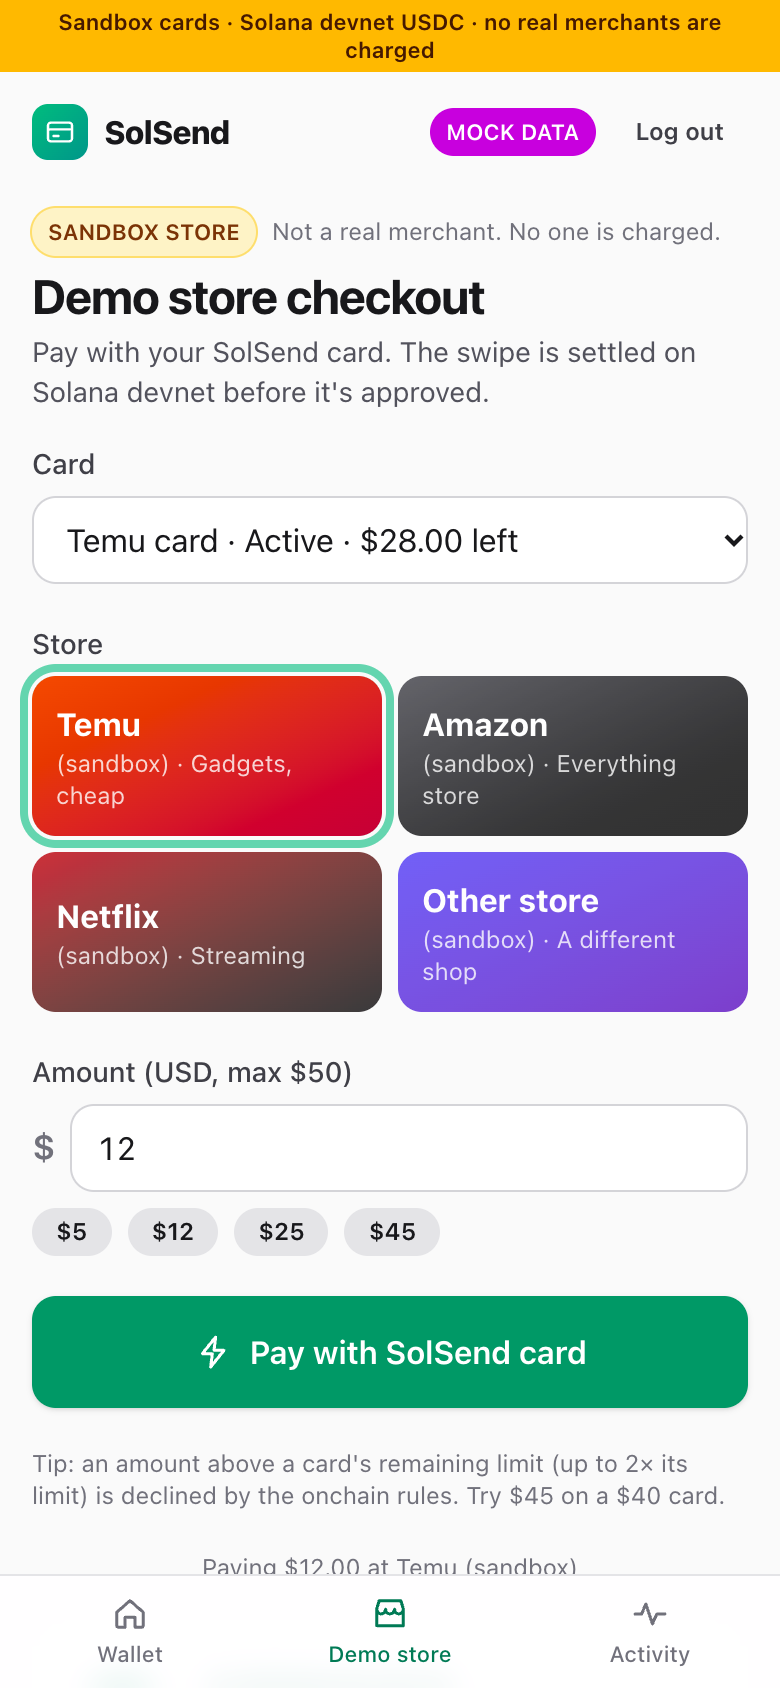 Sandbox cards · Solana devnet USDC · no real merchants are
charged
SolSend
MOCK DATA
Log out
SANDBOX STORE
Not a real merchant. No one is charged.
Demo store checkout
Pay with your SolSend card. The swipe is settled on
Solana devnet before it's approved.
Card
Temu card · Active · $28.00 left
Store
Temu
(sandbox) · Gadgets,
cheap
Amazon
(sandbox) · Everything
store
Netflix
(sandbox) · Streaming
Other store
(sandbox) · A different
shop
Amount (USD, max $50)
$ 12
$5
$12
$25
$45
Pay with SolSend card
Tip: an amount above a card's remaining limit (up to 2× its
limit) is declined by the onchain rules. Try $45 on a $40 card.
Paying $12.00 at Temu (sandbox)
Wallet
Demo store
Activity